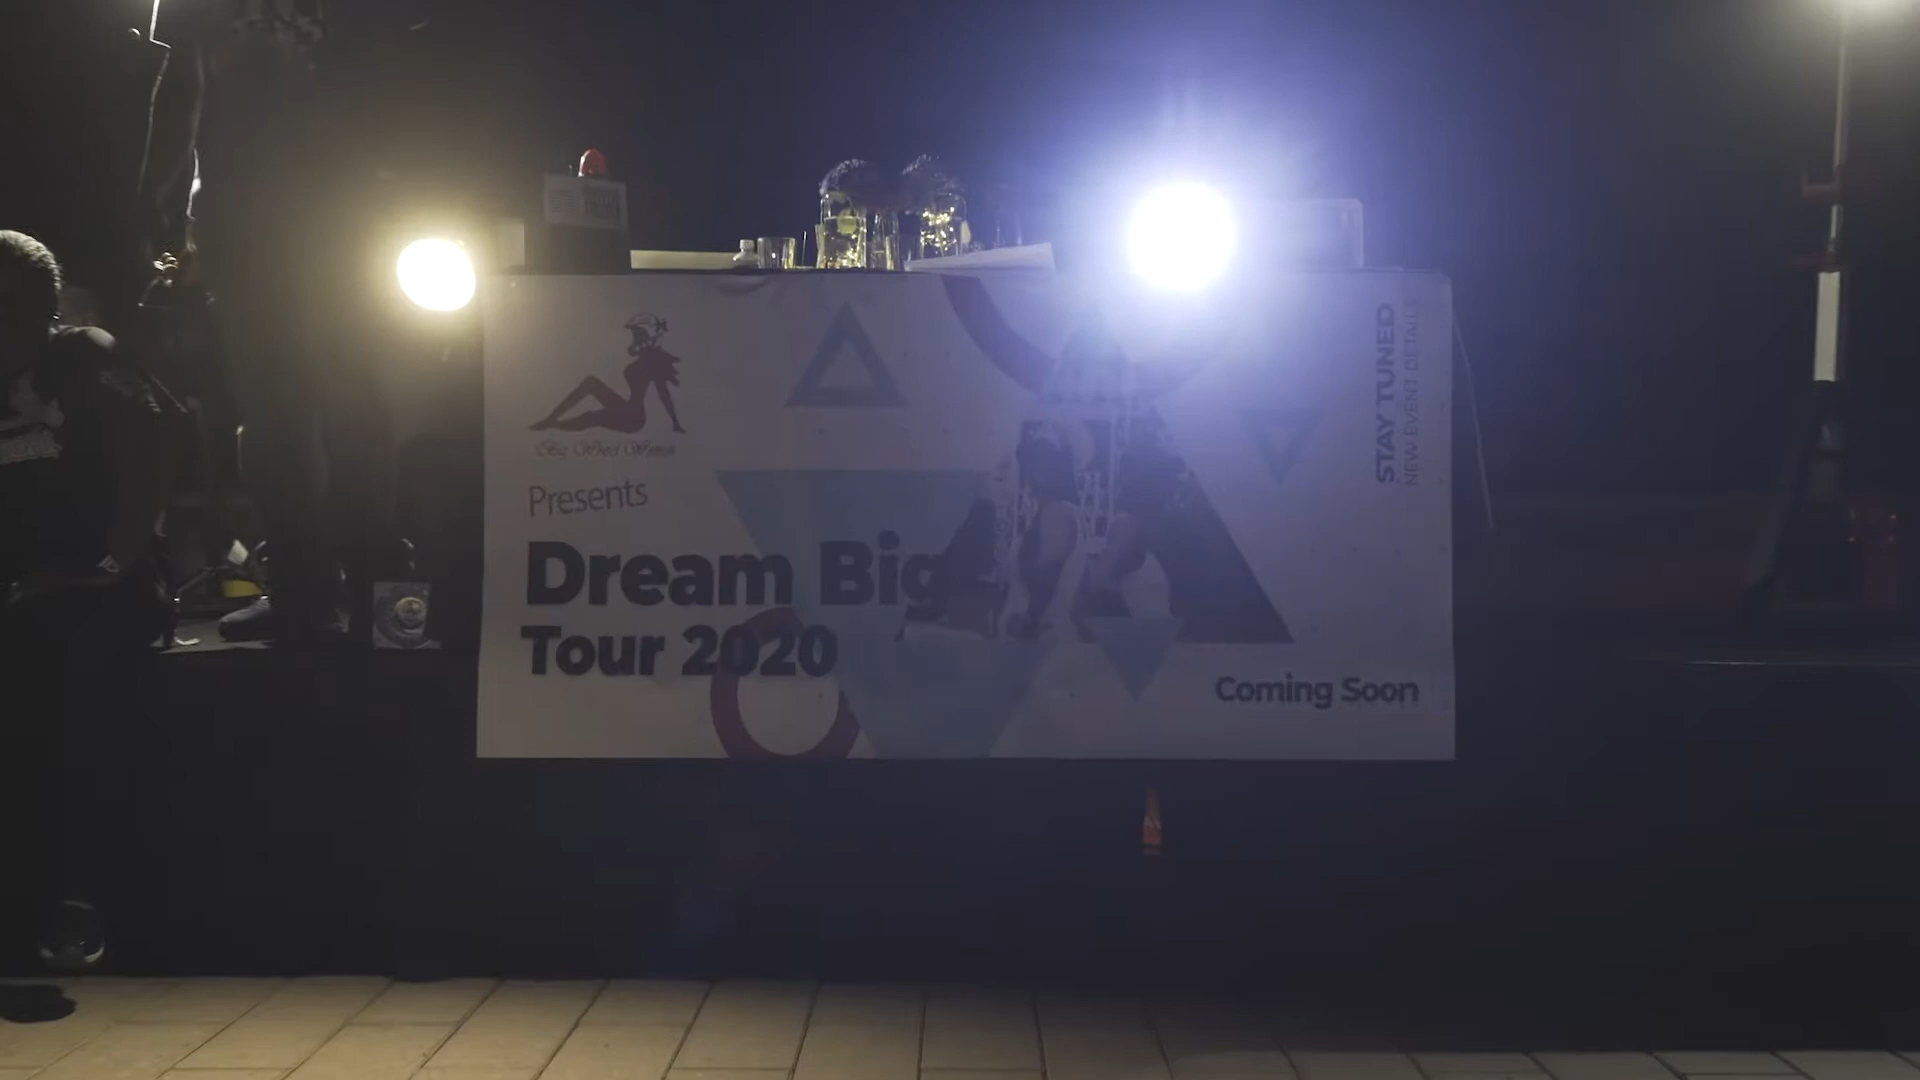 Presents
Dream Big
Tour 2020
STAY TUNED
NEW EVENT DETAILS
Coming Soon